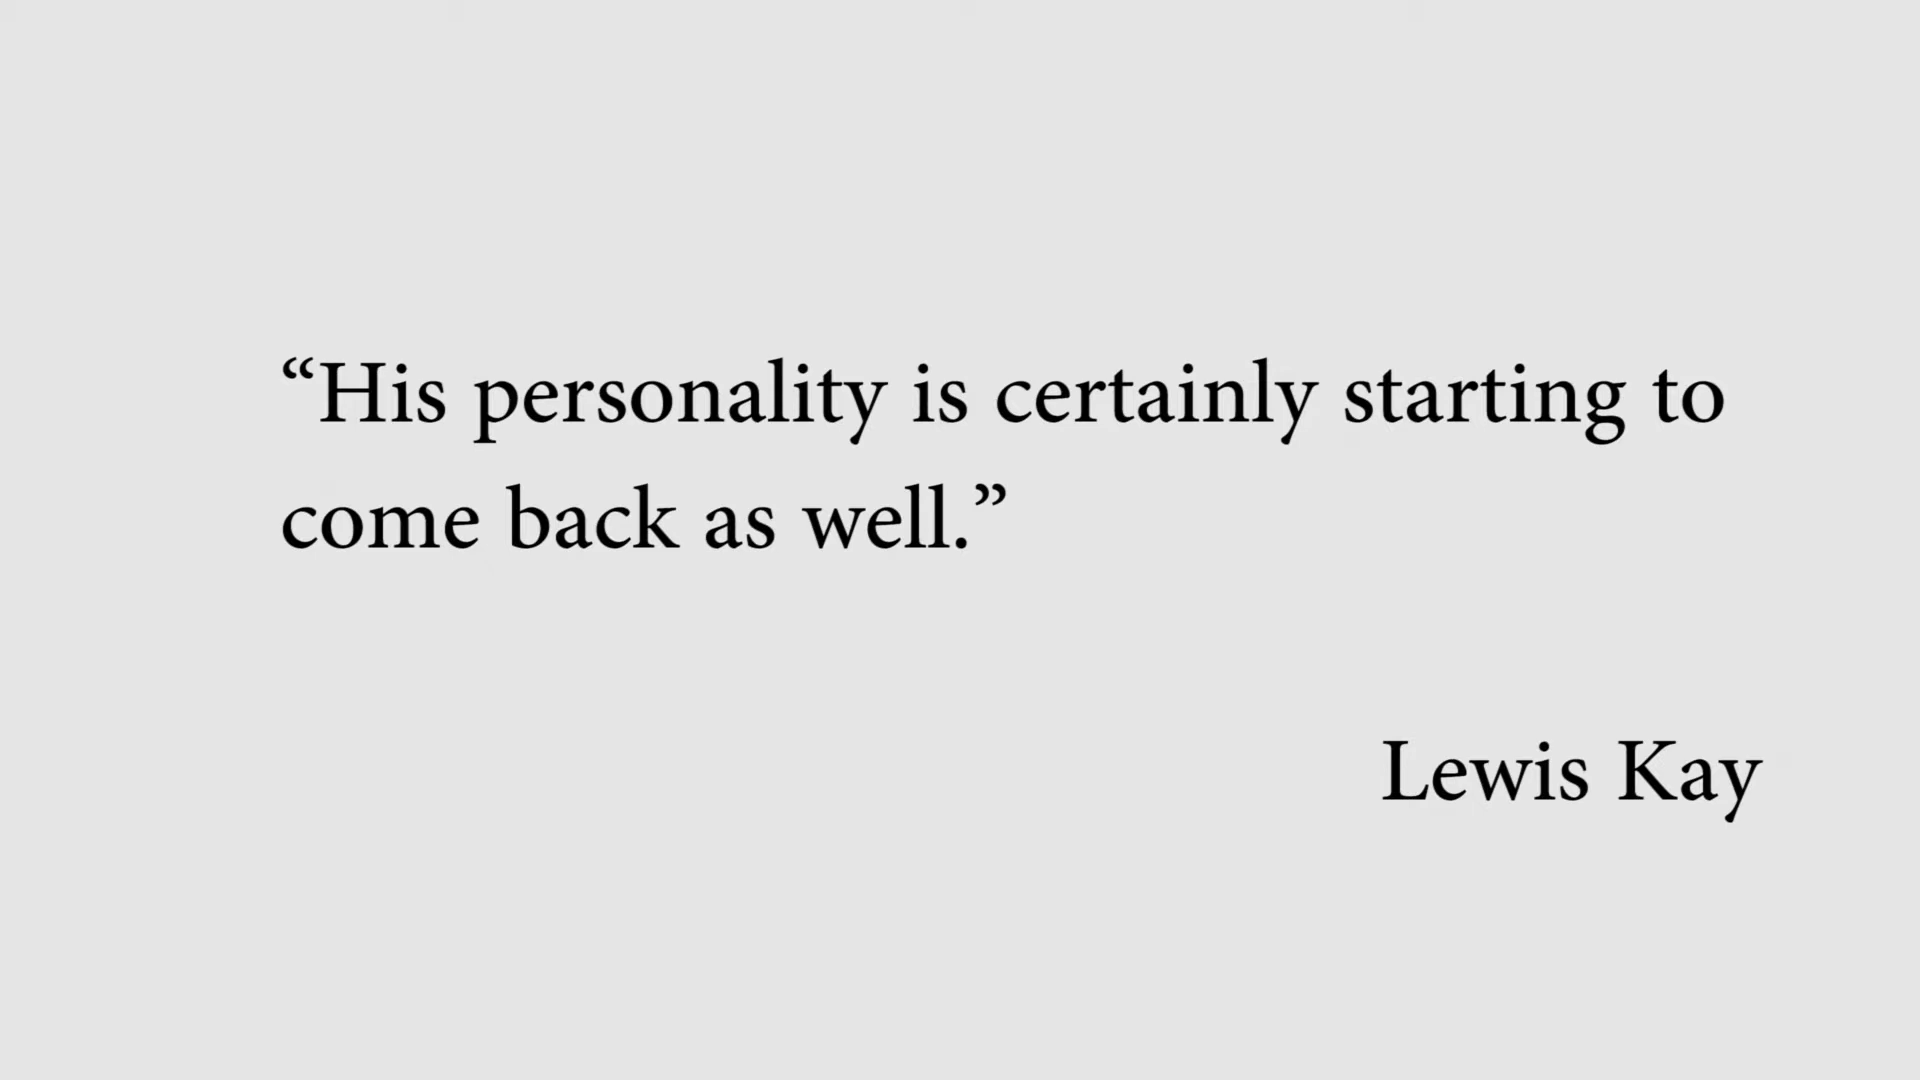 “His personality is certainly starting to
come back as well.”
Lewis Kay